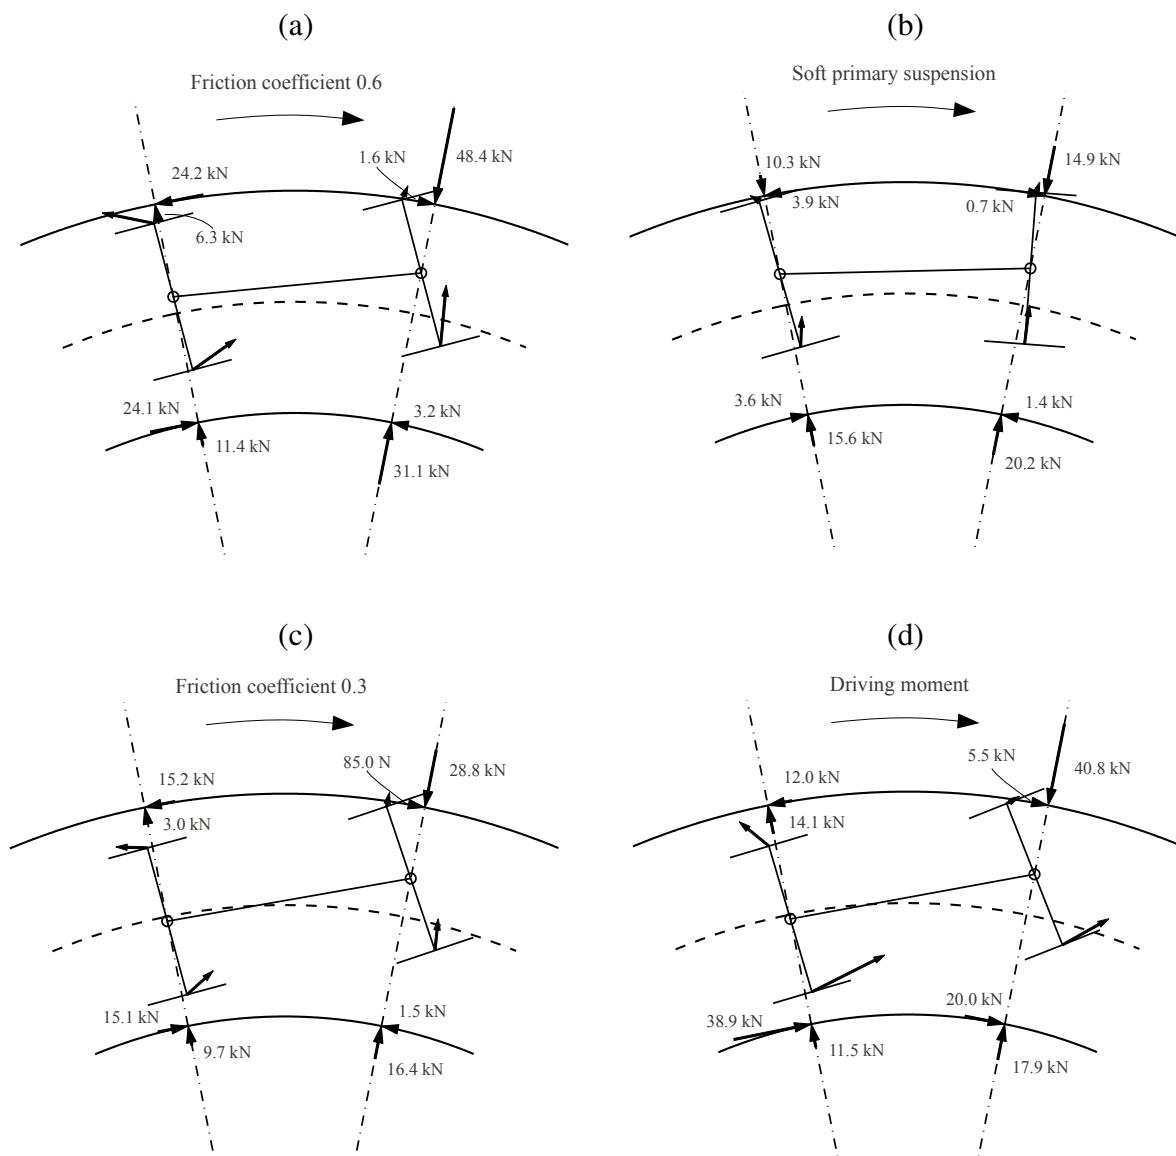 (a)
Friction coefficient 0.6
1.6 kN
48.4 kN
24.2 kN
6.3 kN
24.1 kN
3.2 kN
11.4 kN
31.1 kN
(b)
Soft primary suspension
10.3 kN
14.9 kN
3.9 kN
0.7 kN
3.6 kN
1.4 kN
15.6 kN
20.2 kN
(c)
Friction coefficient 0.3
85.0 N
28.8 kN
15.2 kN
3.0 kN
15.1 kN
1.5 kN
9.7 kN
16.4 kN
(d)
Driving moment
5.5 kN
40.8 kN
12.0 kN
14.1 kN
20.0 kN
38.9 kN
11.5 kN
17.9 kN